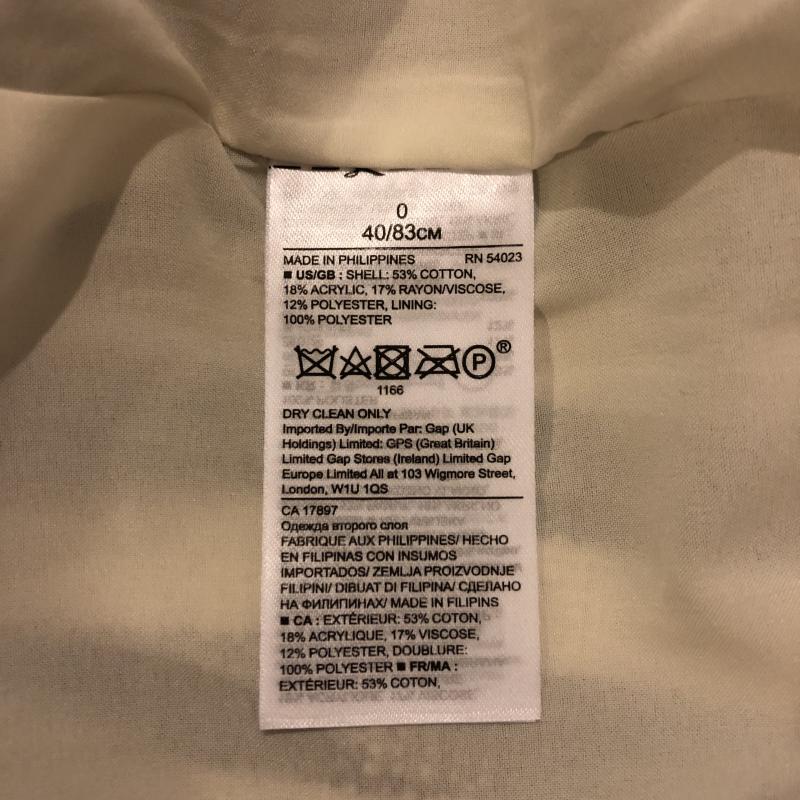 0
40/83CM
MADE IN PHILIPPINES RN 54023
■ US/GB : SHELL: 53% COTTON,
18% ACRYLIC, 17% RAYON/VISCOSE,
12% POLYESTER, LINING:
100% POLYESTER
P ®
1166
DRY CLEAN ONLY
Imported By/Importe Par: Gap (UK
Holdings) Limited: GPS (Great Britain)
Limited Gap Stores (Ireland) Limited Gap
Europe Limited All at 103 Wigmore Street,
London, W1U 1QS
CA 17897
Одежда второго слоя
FABRIQUE AUX PHILIPPINES/ HECHO
EN FILIPINAS CON INSUMOS
IMPORTADOS/ ZEMLJA PROIZVODNJE
FILIPINI/ DIBUAT DI FILIPINA/ СДЕЛАНО
НА ФИЛИПИНАХ/ MADE IN FILIPINS
■ CA : EXTÉRIEUR: 53% COTON,
18% ACRYLIQUE, 17% VISCOSE,
12% POLYESTER, DOUBLURE:
100% POLYESTER ■ FR/MA :
EXTÉRIEUR: 53% COTON,